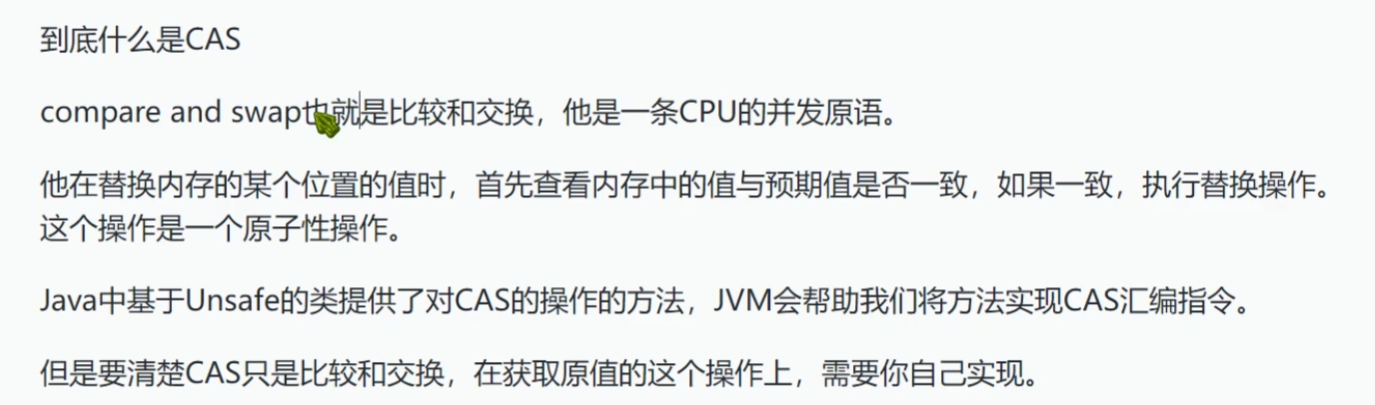 到底什么是CAS
compare and swap也就是比较和交换，他是一条CPU的并发原语。
他在替换内存的某个位置的值时，首先查看内存中的值与预期值是否一致，如果一致，执行替换操作。
这个操作是一个原子性操作。
Java中基于Unsafe的类提供了对CAS的操作的方法，JVM会帮助我们将方法实现CAS汇编指令。
但是要清楚CAS只是比较和交换，在获取原值的这个操作上，需要你自己实现。